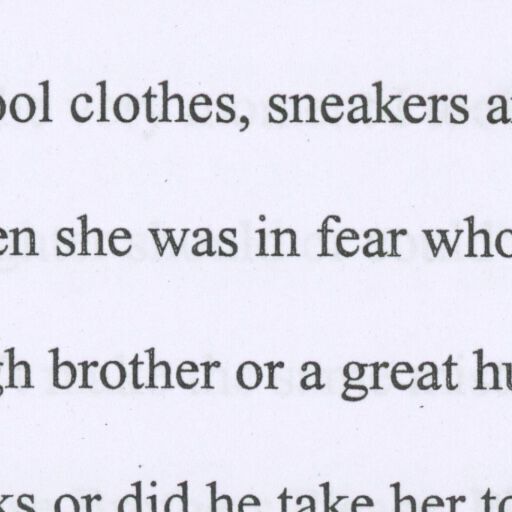 ool clothes, sneakers a
en she was in fear who
gh brother or a great hu
ks or did he take her to